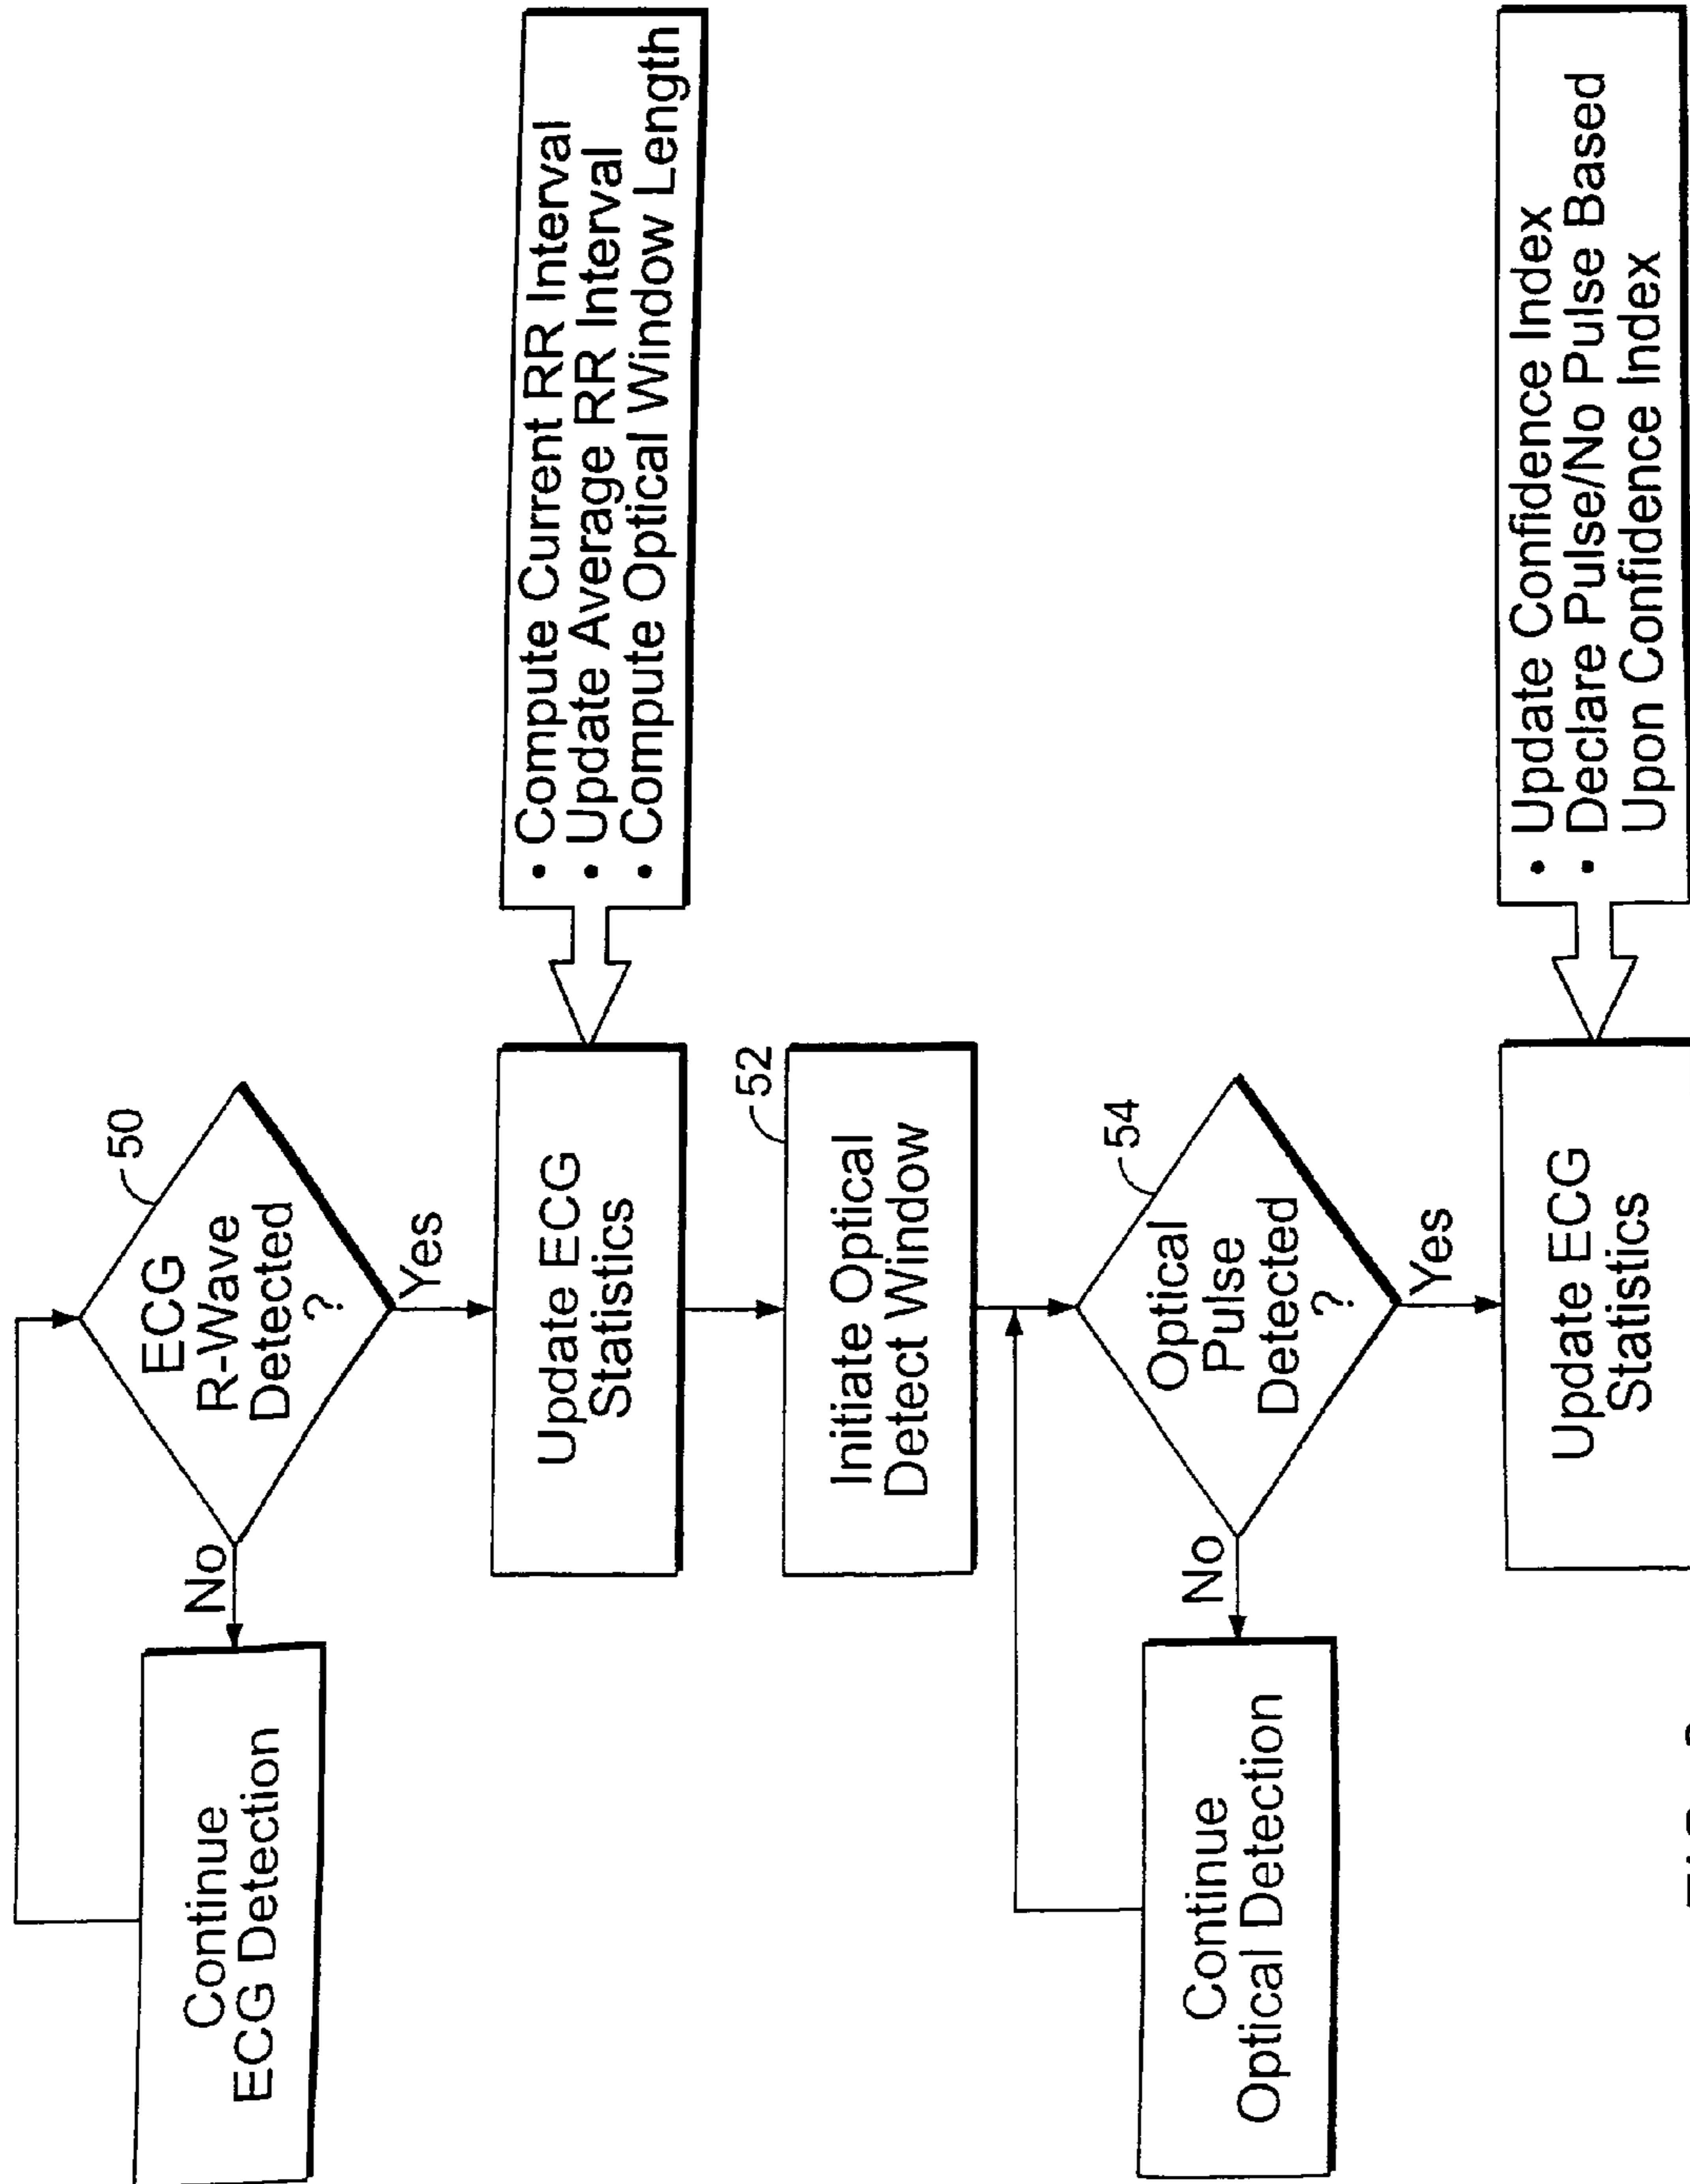 50
ECG
R-Wave
Detected
?
No
Yes
Continue
ECG Detection
Update ECG
Statistics
• Compute Current RR Interval
• Update Average RR Interval
• Compute Optical Window Length
52
Initiate Optical
Detect Window
54
Optical
Pulse
Detected
?
No
Yes
Continue
Optical Detection
Update ECG
Statistics
• Update Confidence Index
• Declare Pulse/No Pulse Based
Upon Confidence Index